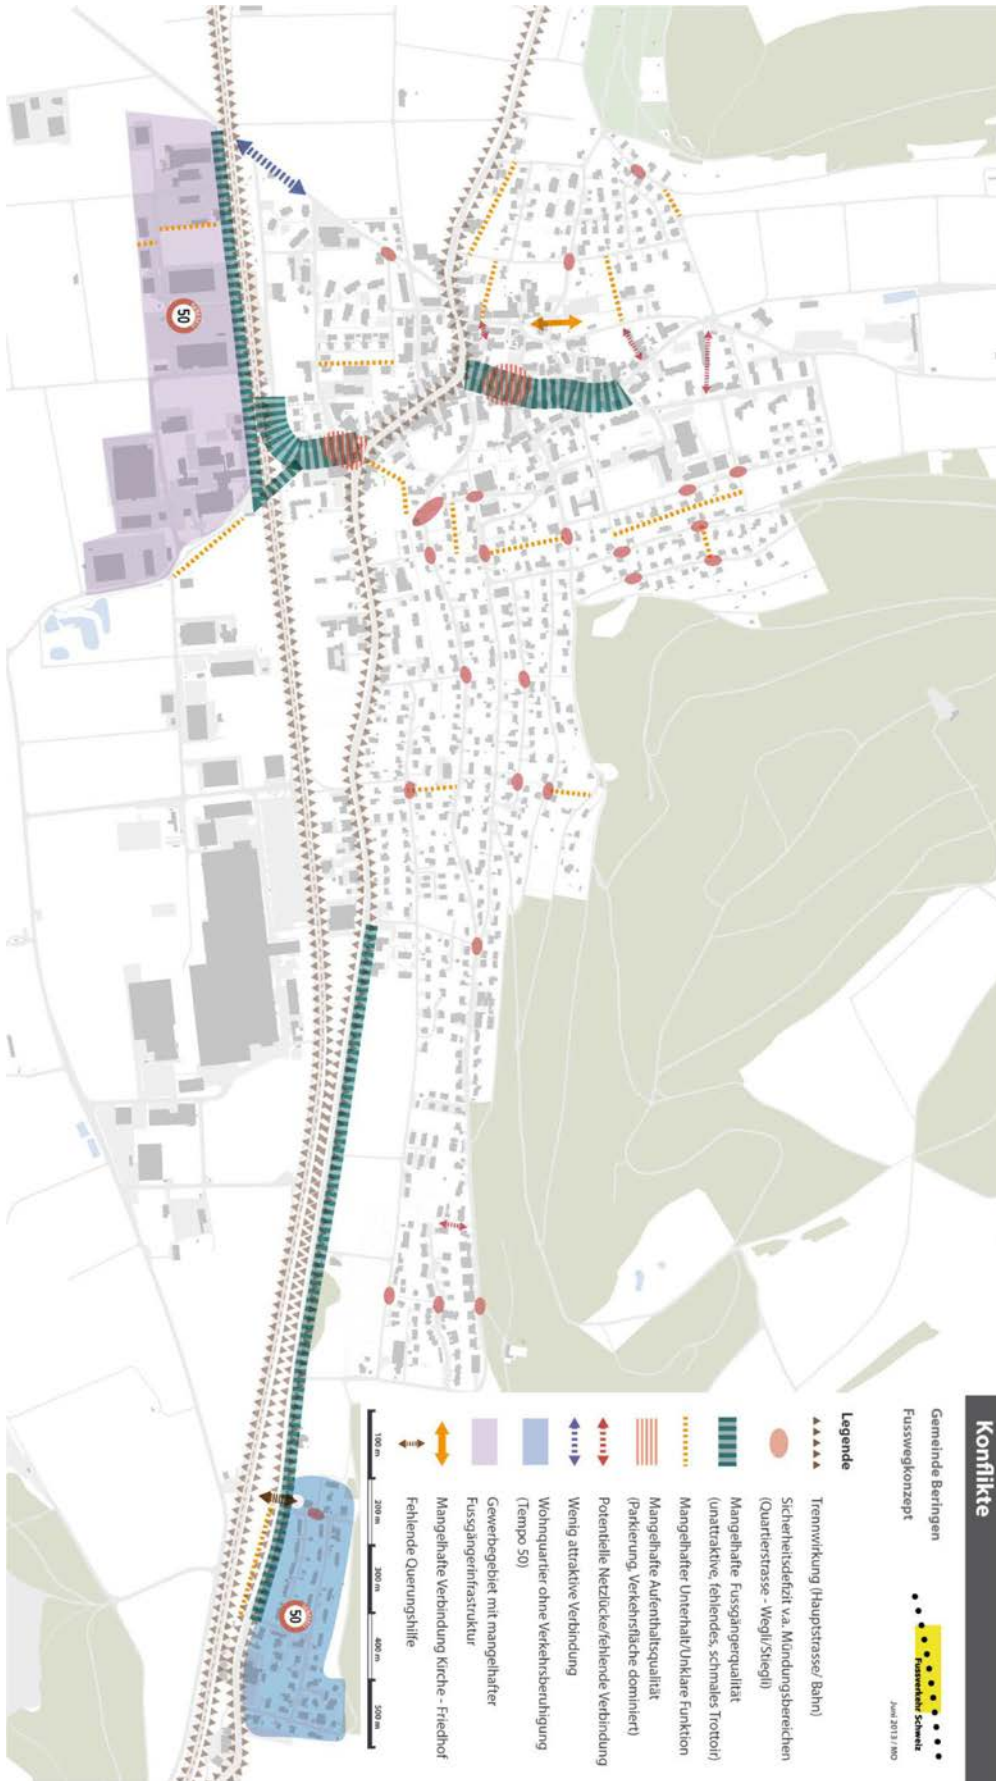 Konflikte
Gemeinde Beringen
Fusswegkonzept
Fussverkehr Schweiz
Juni 2013 / MO
Legende
Trennwirkung (Hauptstrasse/ Bahn)
Sicherheitsdefizit v.a. Mündungsbereichen
(Quartierstrasse - Wegli/Stiegli)
Mangelhafte Fussgängerqualität
(unattraktive, fehlendes, schmales Trottoir)
Mangelhafter Unterhalt/Unklare Funktion
Mangelhafte Aufenthaltsqualität
(Parkierung, Verkehrsfläche dominiert)
Potentielle Netzlücke/fehlende Verbindung
Wenig attraktive Verbindung
Wohnquartier ohne Verkehrsberuhigung
(Tempo 50)
Gewerbegebiet mit mangelhafter
Fussgängerinfrastruktur
Mangelhafte Verbindung Kirche - Friedhof
Fehlende Querungshilfe
100 m
200 m
300 m
400 m
500 m
50
50